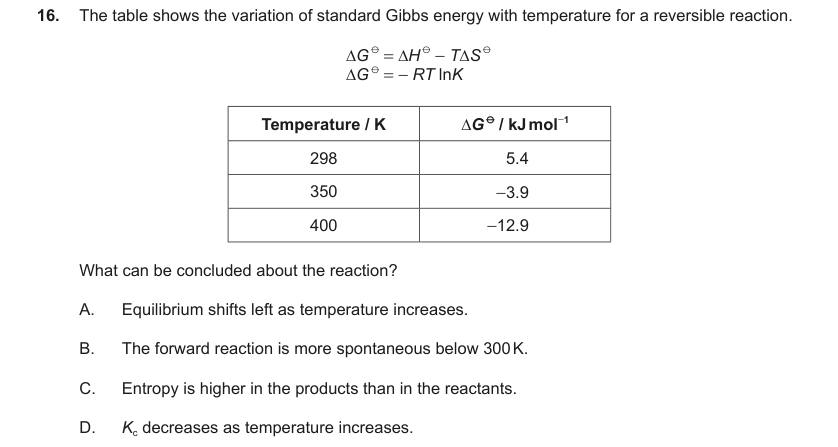 16. The table shows the variation of standard Gibbs energy with temperature for a reversible reaction.
ΔG⊖ = ΔH⊖ – TΔS⊖
ΔG⊖ = – RT lnK
Temperature / K ΔG⊖ / kJ mol⁻¹
298 5.4
350 –3.9
400 –12.9
What can be concluded about the reaction?
A. Equilibrium shifts left as temperature increases.
B. The forward reaction is more spontaneous below 300 K.
C. Entropy is higher in the products than in the reactants.
D. Kc decreases as temperature increases.